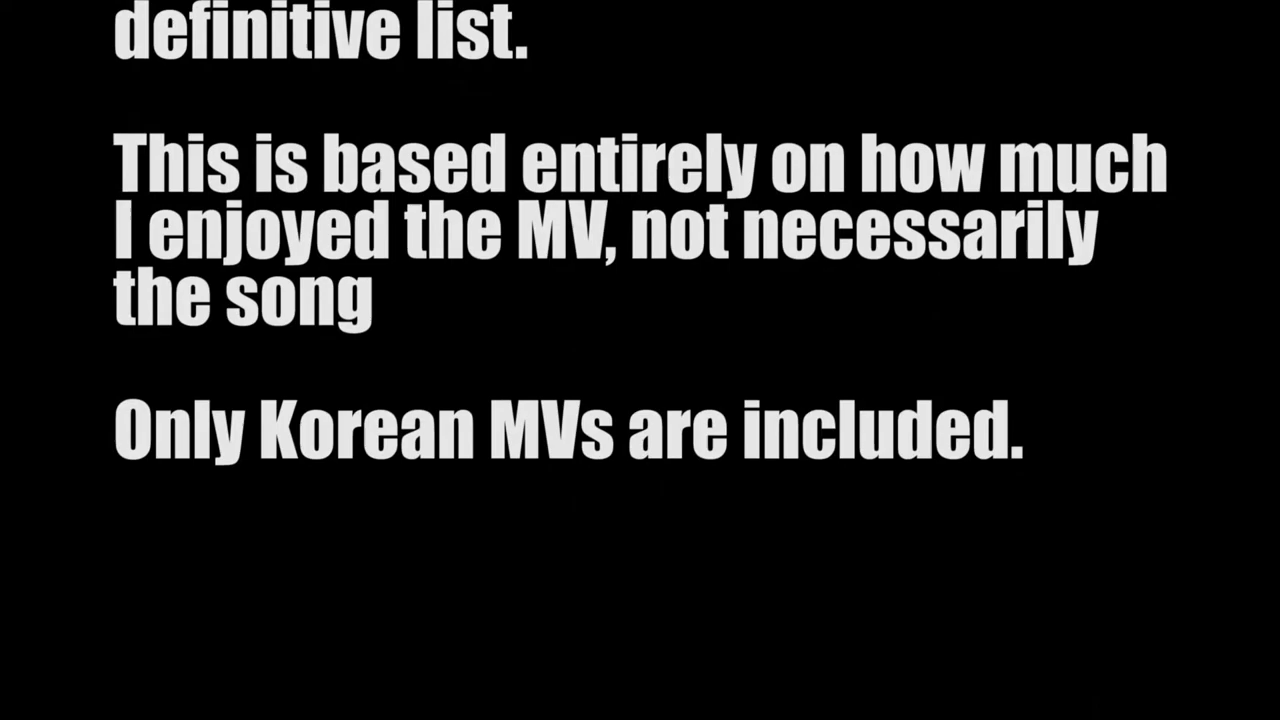 definitive list.
This is based entirely on how much
I enjoyed the MV, not necessarily
the song
Only Korean MVs are included.